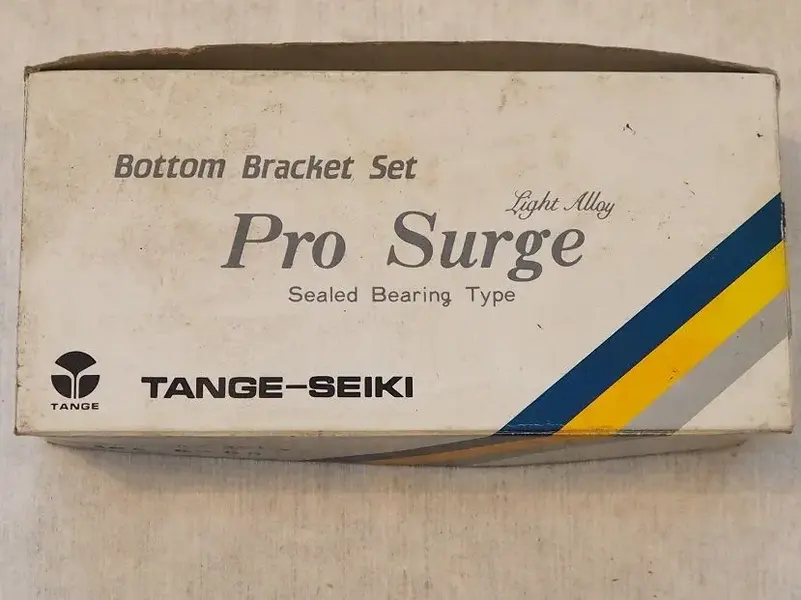 Bottom Bracket Set
Light Alloy
Pro Surge
Sealed Bearing Type
TANGE
TANGE-SEIKI